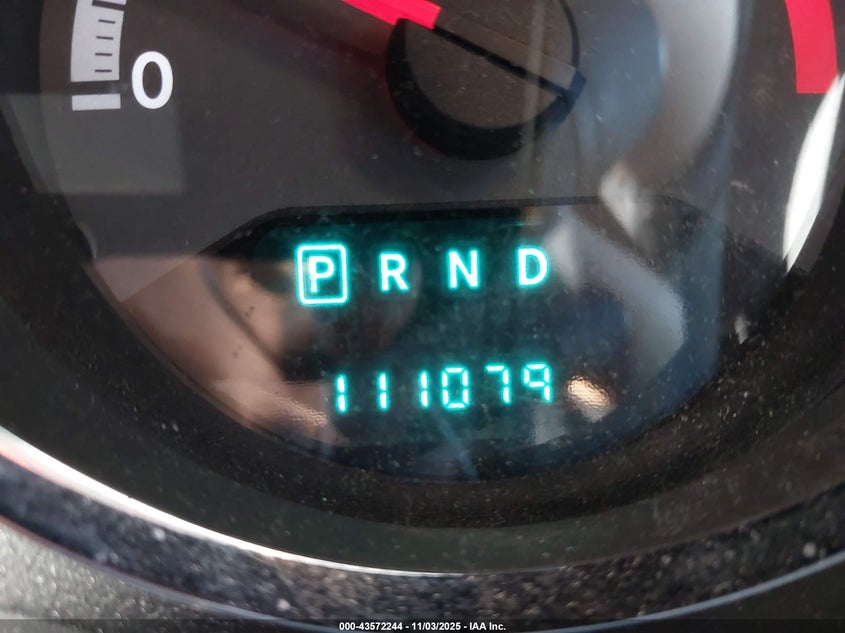 0
P R N D
111079
000-43572244 - 11/03/2025 - IAA Inc.